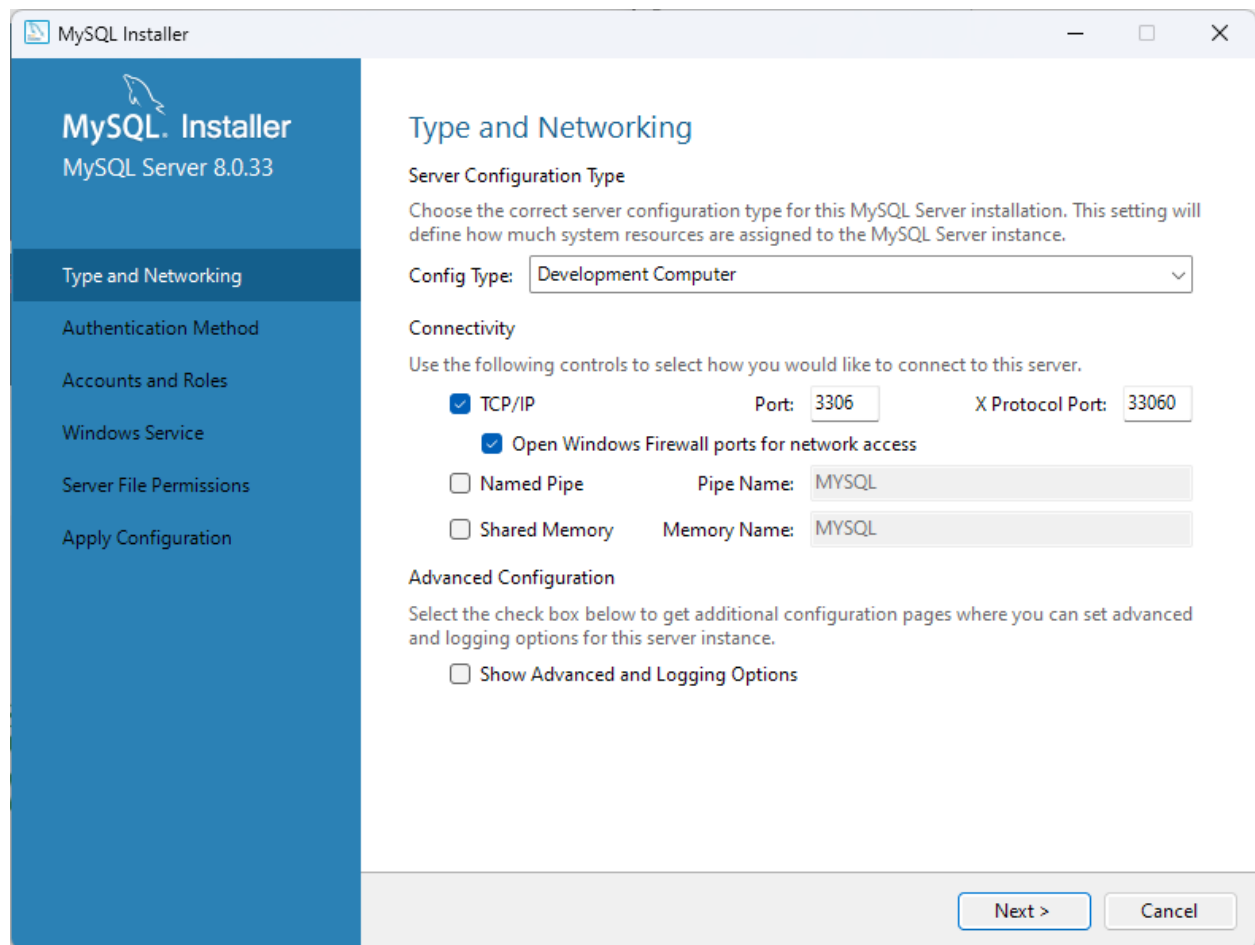 MySQL Installer
MySQL. Installer
MySQL Server 8.0.33
Type and Networking
Authentication Method
Accounts and Roles
Windows Service
Server File Permissions
Apply Configuration
Type and Networking
Server Configuration Type
Choose the correct server configuration type for this MySQL Server installation. This setting will
define how much system resources are assigned to the MySQL Server instance.
Config Type: Development Computer
Connectivity
Use the following controls to select how you would like to connect to this server.
TCP/IP Port: 3306 X Protocol Port: 33060
Open Windows Firewall ports for network access
Named Pipe Pipe Name: MYSQL
Shared Memory Memory Name: MYSQL
Advanced Configuration
Select the check box below to get additional configuration pages where you can set advanced
and logging options for this server instance.
Show Advanced and Logging Options
Next > Cancel